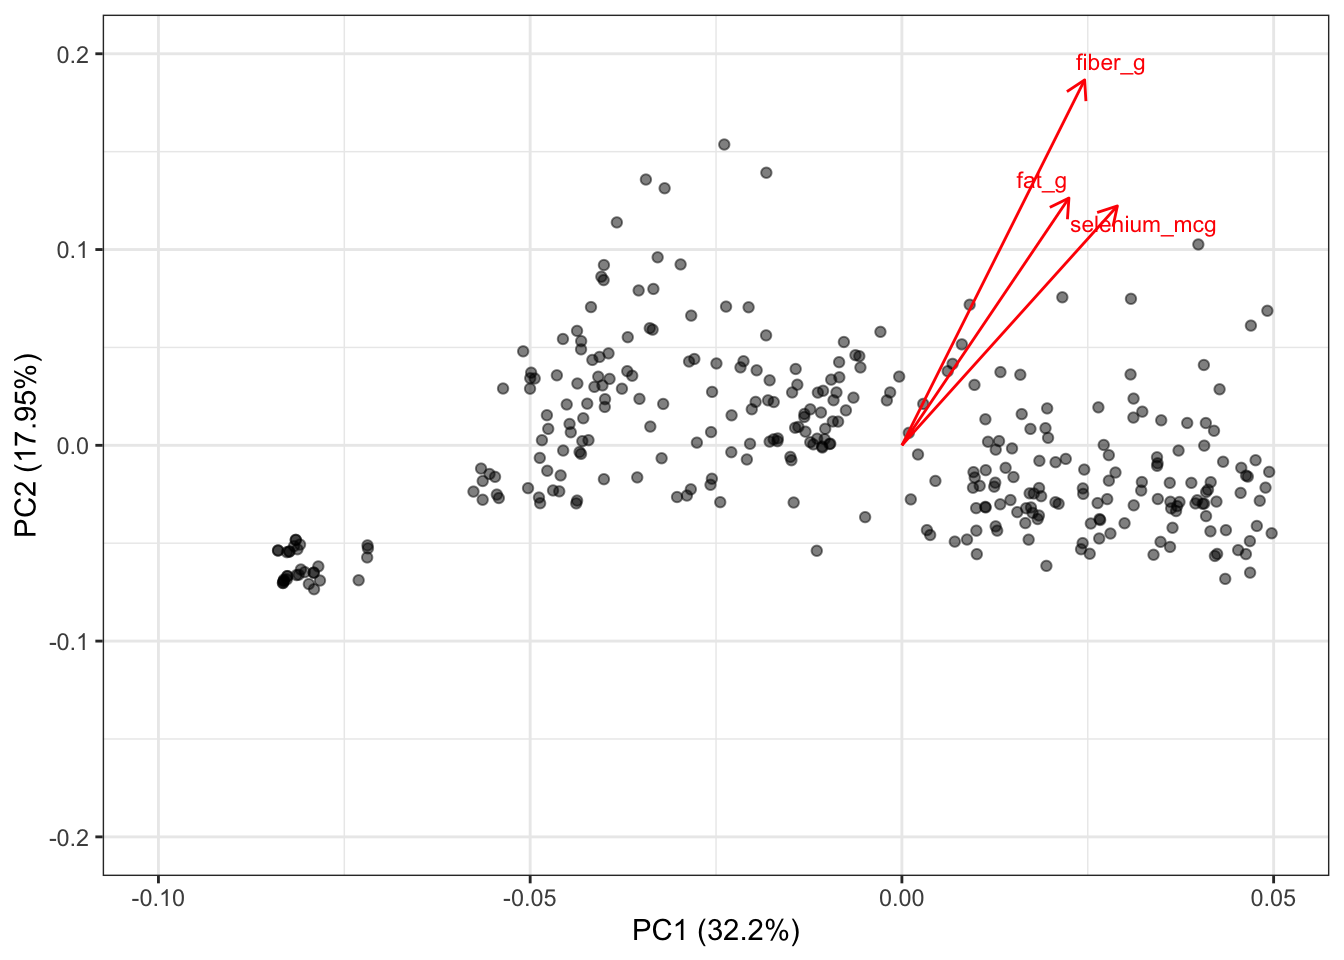 0.2
0.1
0.0
-0.1
-0.2
PC2 (17.95%)
fiber_g
fat_g
selenium_mcg
-0.10
-0.05
0.00
0.05
PC1 (32.2%)